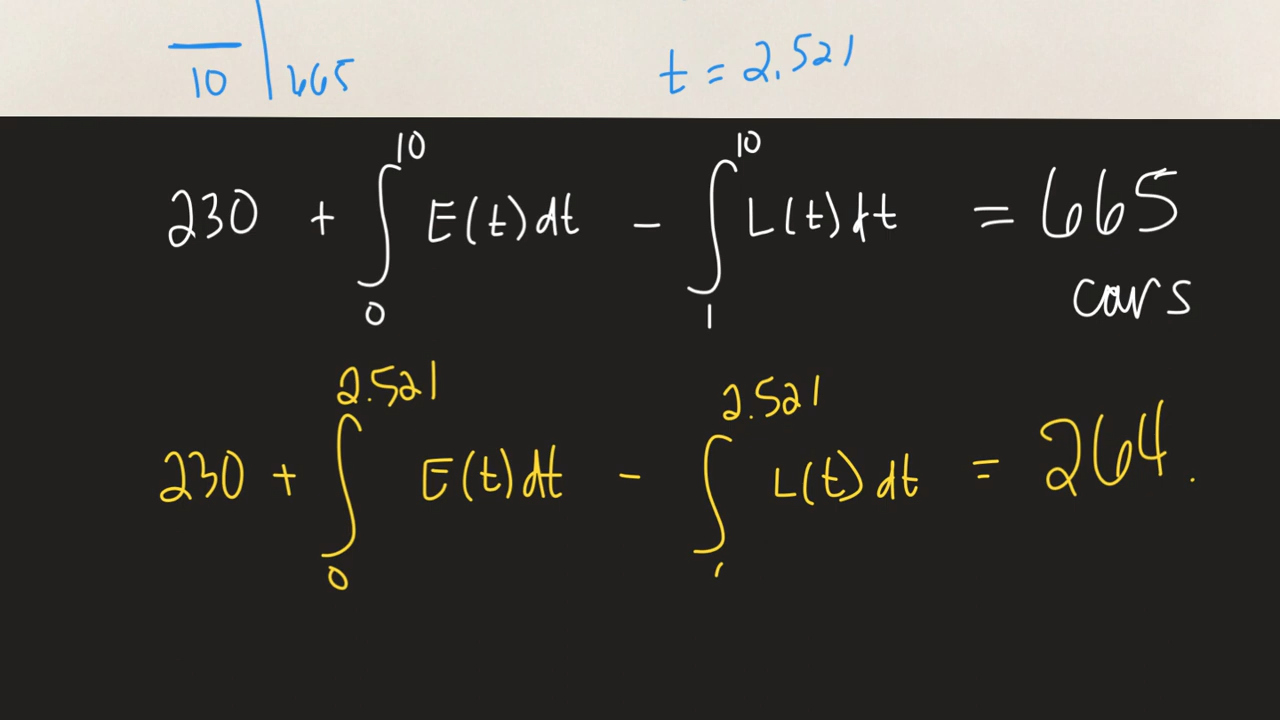 10 | 665
t = 2.521
230 + ∫₀¹⁰ E(t)dt − ∫₁¹⁰ L(t)dt = 665
cars
230 + ∫₀^2.521 E(t)dt − ∫₁^2.521 L(t)dt = 264.